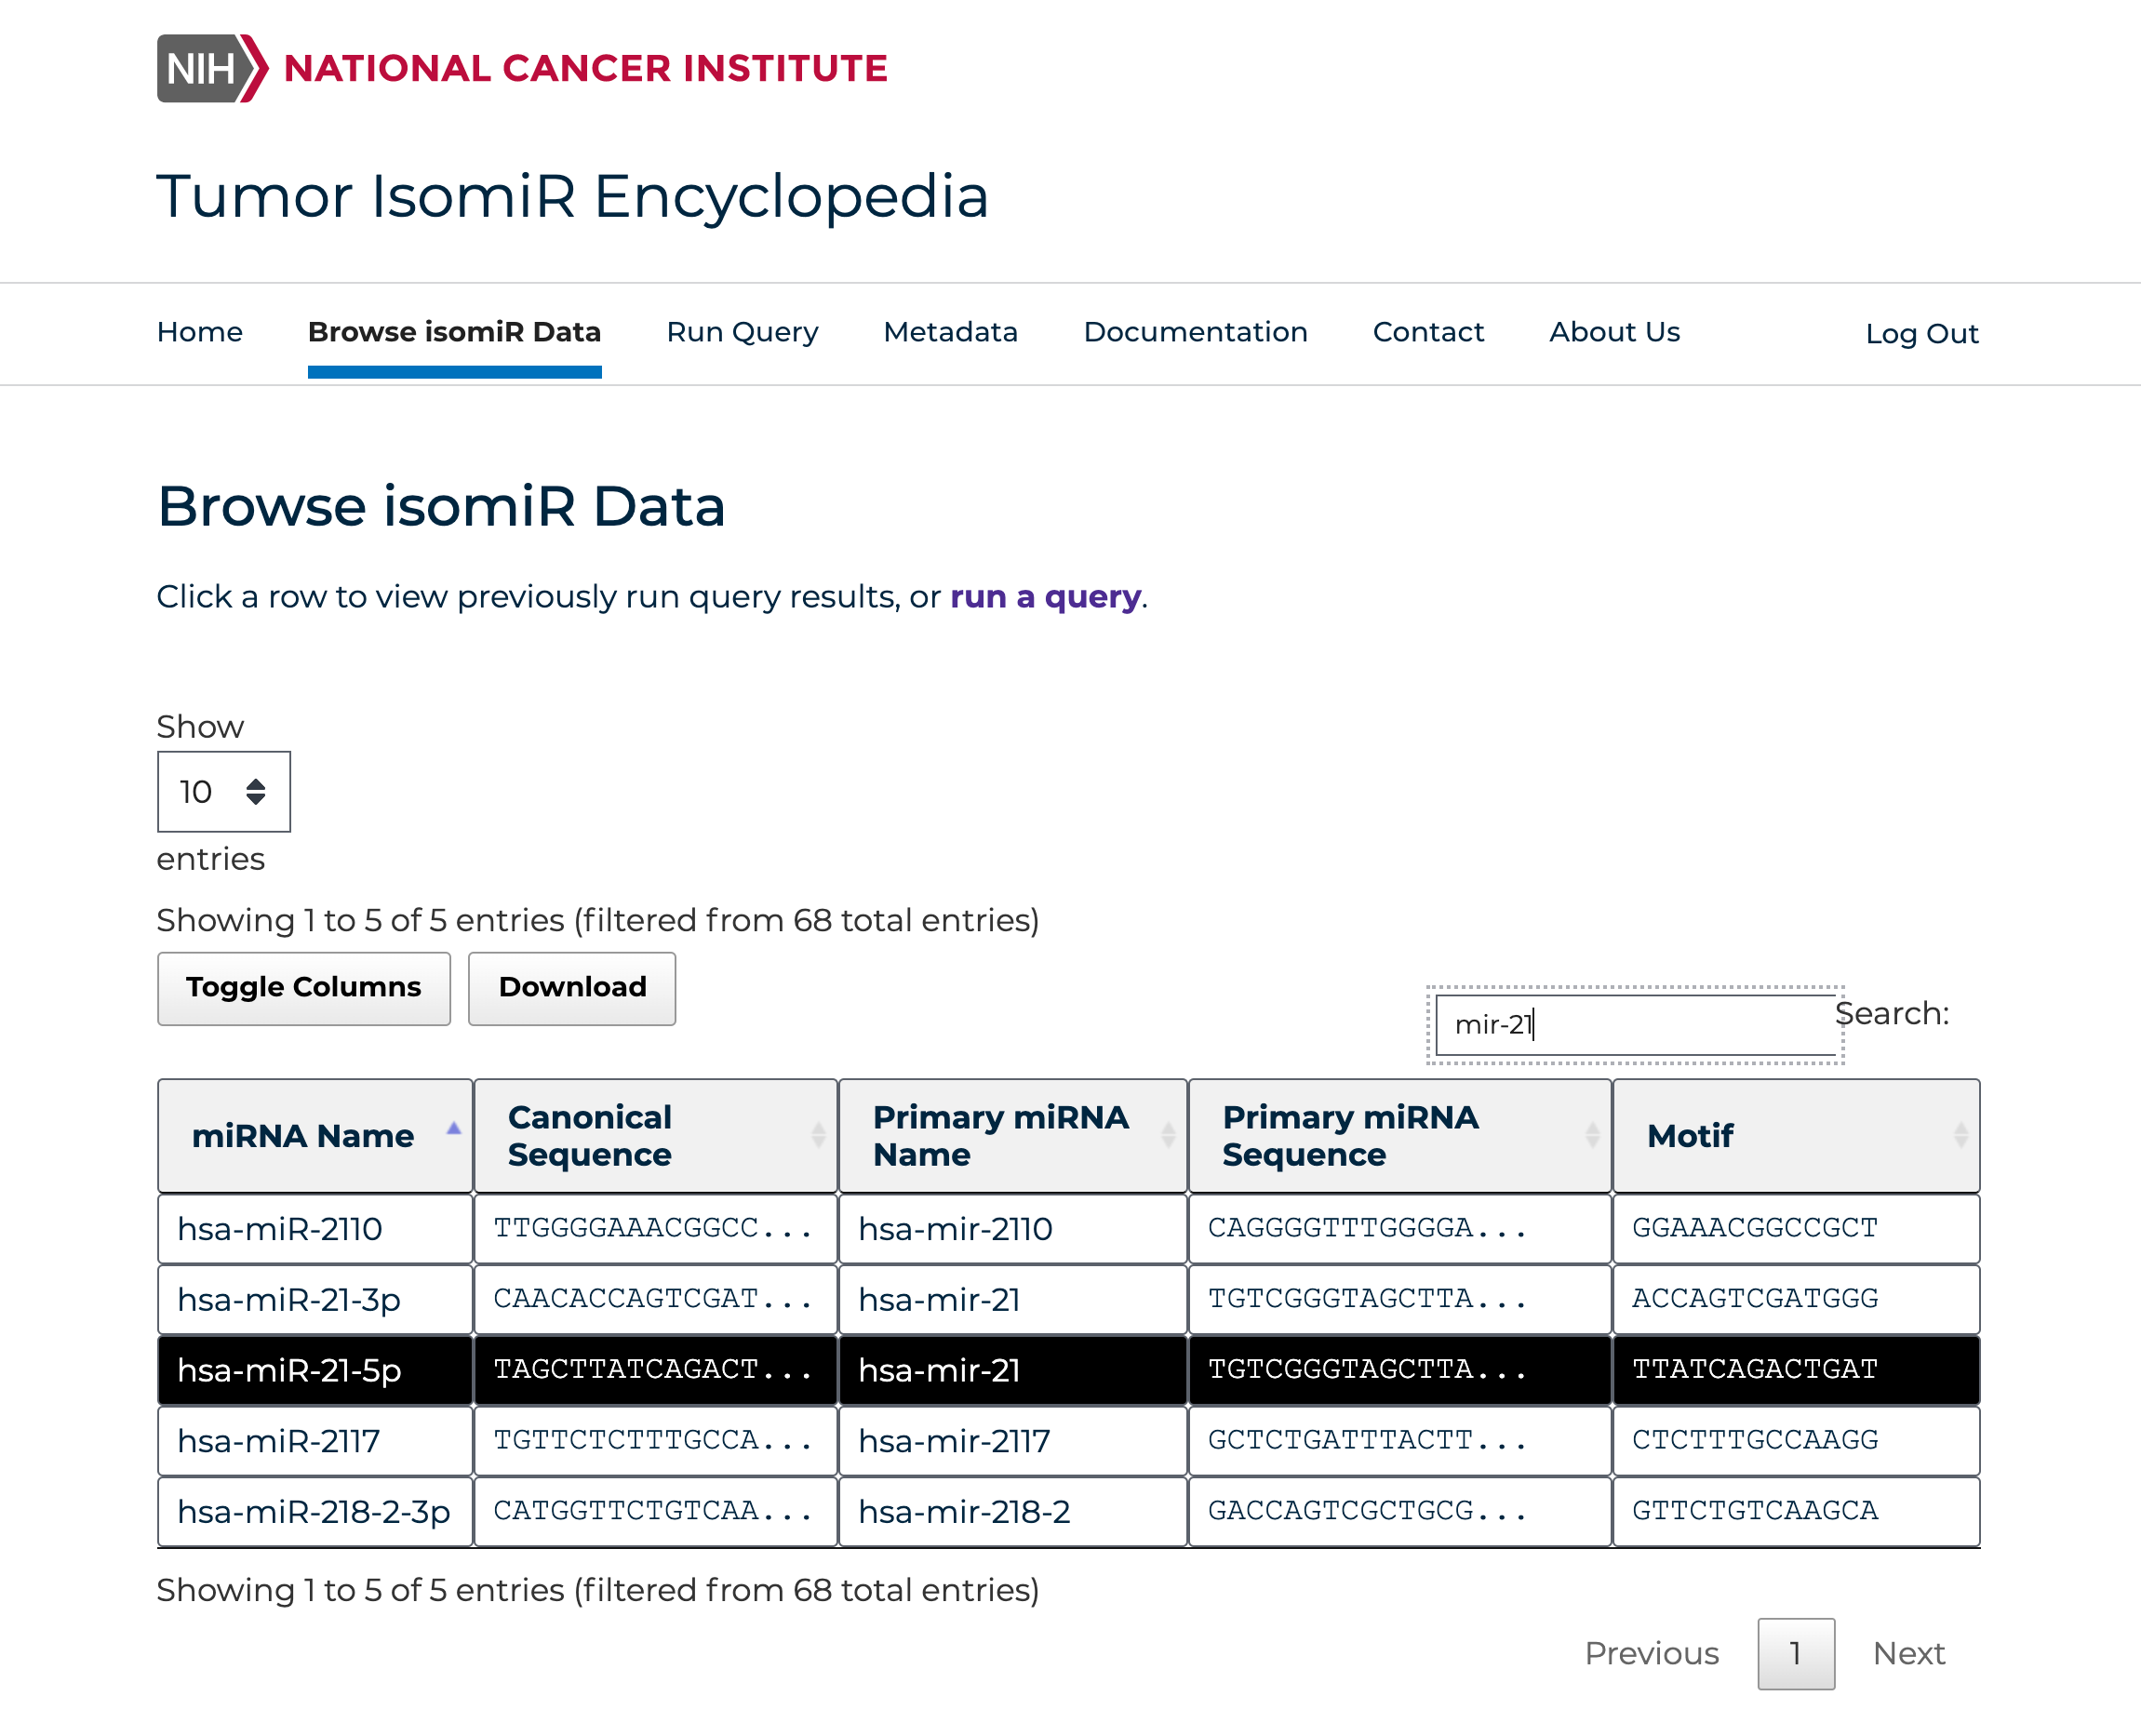 NIH NATIONAL CANCER INSTITUTE
Tumor IsomiR Encyclopedia
Home Browse isomiR Data Run Query Metadata Documentation Contact About Us Log Out
Browse isomiR Data
Click a row to view previously run query results, or run a query.
Show
10
entries
Showing 1 to 5 of 5 entries (filtered from 68 total entries)
Toggle Columns Download
mir-21 Search:
miRNA Name Canonical Sequence Primary miRNA Name Primary miRNA Sequence Motif
hsa-miR-2110 TTGGGGAAACGGCC... hsa-mir-2110 CAGGGGTTTGGGGA... GGAAACGGCCGCT
hsa-miR-21-3p CAACACCAGTCGAT... hsa-mir-21 TGTCGGGTAGCTTA... ACCAGTCGATGGG
hsa-miR-21-5p TAGCTTATCAGACT... hsa-mir-21 TGTCGGGTAGCTTA... TTATCAGACTGAT
hsa-miR-2117 TGTTCTCTTTGCCA... hsa-mir-2117 GCTCTGATTTACTT... CTCTTTGCCAAGG
hsa-miR-218-2-3p CATGGTTCTGTCAA... hsa-mir-218-2 GACCAGTCGCTGCG... GTTCTGTCAAGCA
Showing 1 to 5 of 5 entries (filtered from 68 total entries)
Previous 1 Next